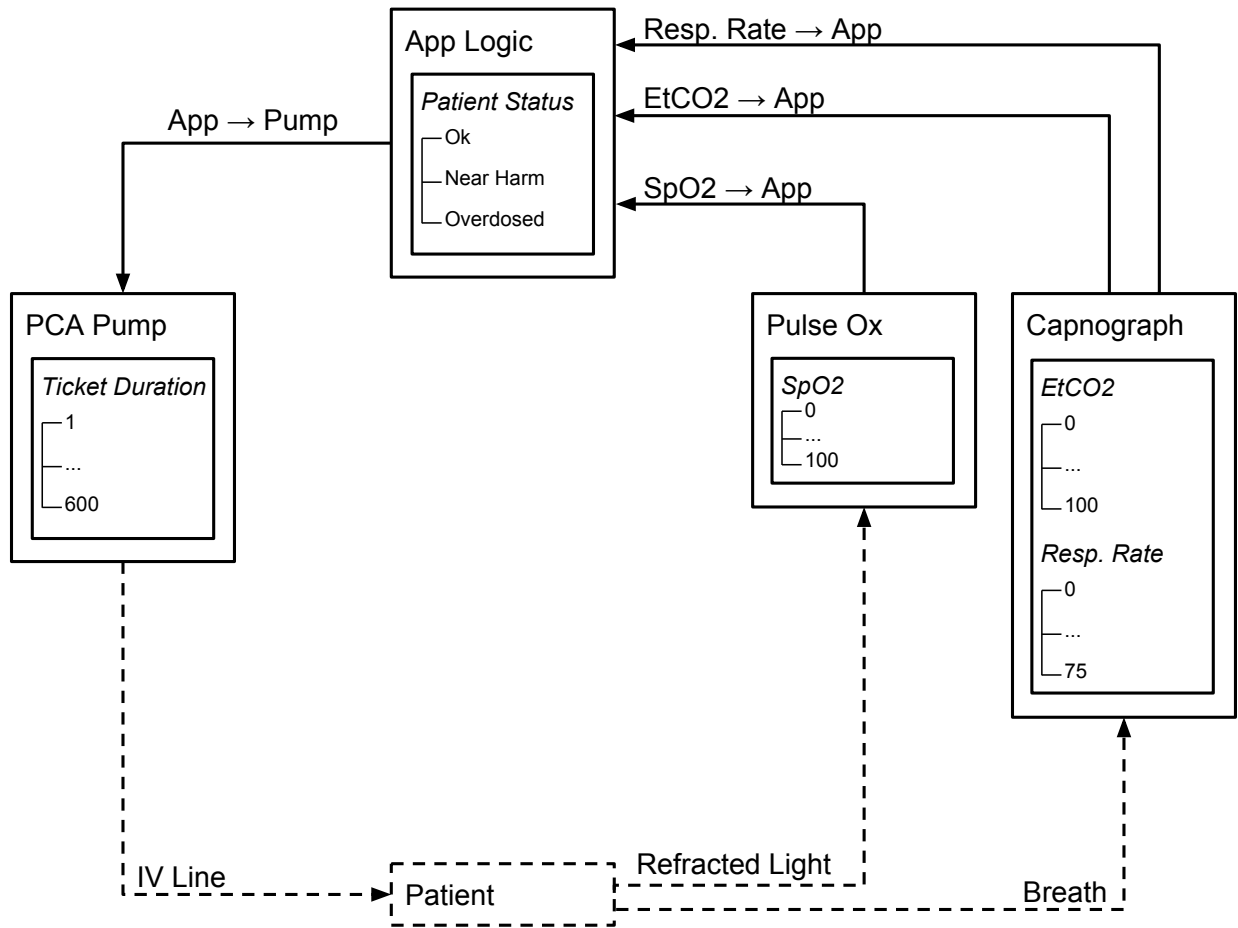 App Logic
Patient Status
Ok
Near Harm
Overdosed
Resp. Rate → App
EtCO2 → App
SpO2 → App
App → Pump
PCA Pump
Ticket Duration
1
...
600
Pulse Ox
SpO2
0
...
100
Capnograph
EtCO2
0
...
100
Resp. Rate
0
...
75
IV Line
Patient
Refracted Light
Breath